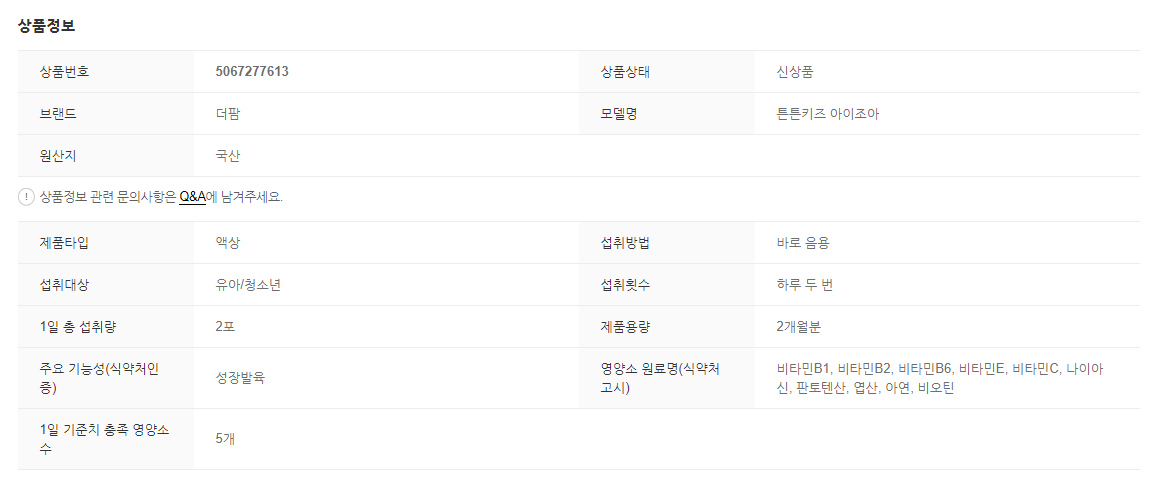 상품정보
상품번호 5067277613 상품상태 신상품
브랜드 더팜 모델명 튼튼키즈 아이조아
원산지 국산
! 상품정보 관련 문의사항은 Q&A에 남겨주세요.
제품타입 액상 섭취방법 바로 음용
섭취대상 유아/청소년 섭취횟수 하루 두 번
1일 총 섭취량 2포 제품용량 2개월분
주요 기능성(식약처인
증) 성장발육 영양소 원료명(식약처
고시) 비타민B1, 비타민B2, 비타민B6, 비타민E, 비타민C, 나이아
신, 판토텐산, 엽산, 아연, 비오틴
1일 기준치 충족 영양소
수 5개